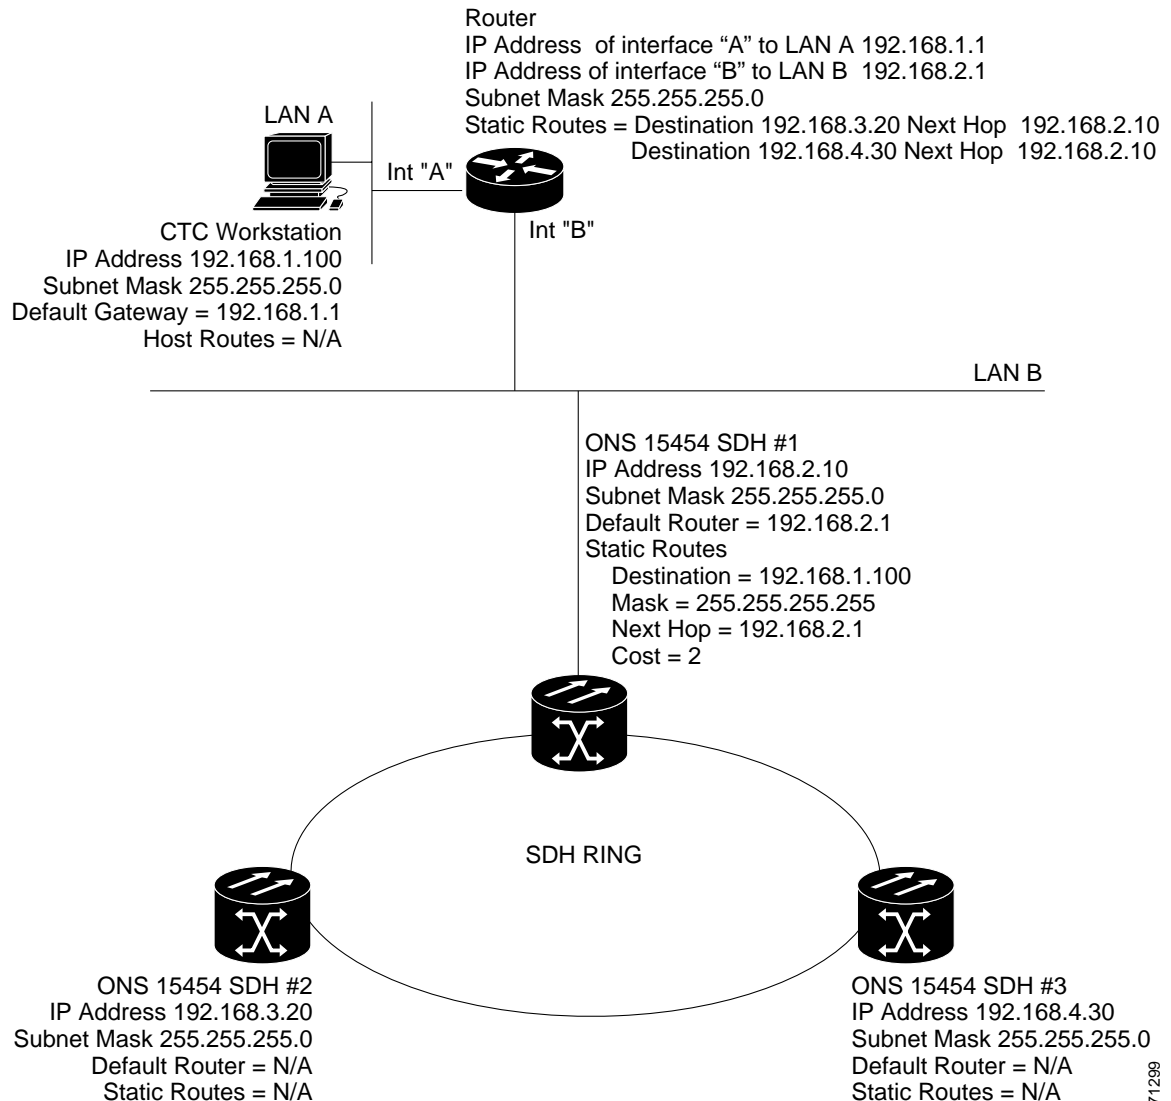 Router
IP Address  of interface “A” to LAN A 192.168.1.1
IP Address of interface “B” to LAN B  192.168.2.1
Subnet Mask 255.255.255.0
Static Routes = Destination 192.168.3.20 Next Hop  192.168.2.10
Destination 192.168.4.30 Next Hop  192.168.2.10
LAN A
Int "A"
Int "B"
CTC Workstation
IP Address 192.168.1.100
Subnet Mask 255.255.255.0
Default Gateway = 192.168.1.1
Host Routes = N/A
LAN B
ONS 15454 SDH #1
IP Address 192.168.2.10
Subnet Mask 255.255.255.0
Default Router = 192.168.2.1
Static Routes
Destination = 192.168.1.100
Mask = 255.255.255.255
Next Hop = 192.168.2.1
Cost = 2
SDH RING
ONS 15454 SDH #2
IP Address 192.168.3.20
Subnet Mask 255.255.255.0
Default Router = N/A
Static Routes = N/A
ONS 15454 SDH #3
IP Address 192.168.4.30
Subnet Mask 255.255.255.0
Default Router = N/A
Static Routes = N/A
71299